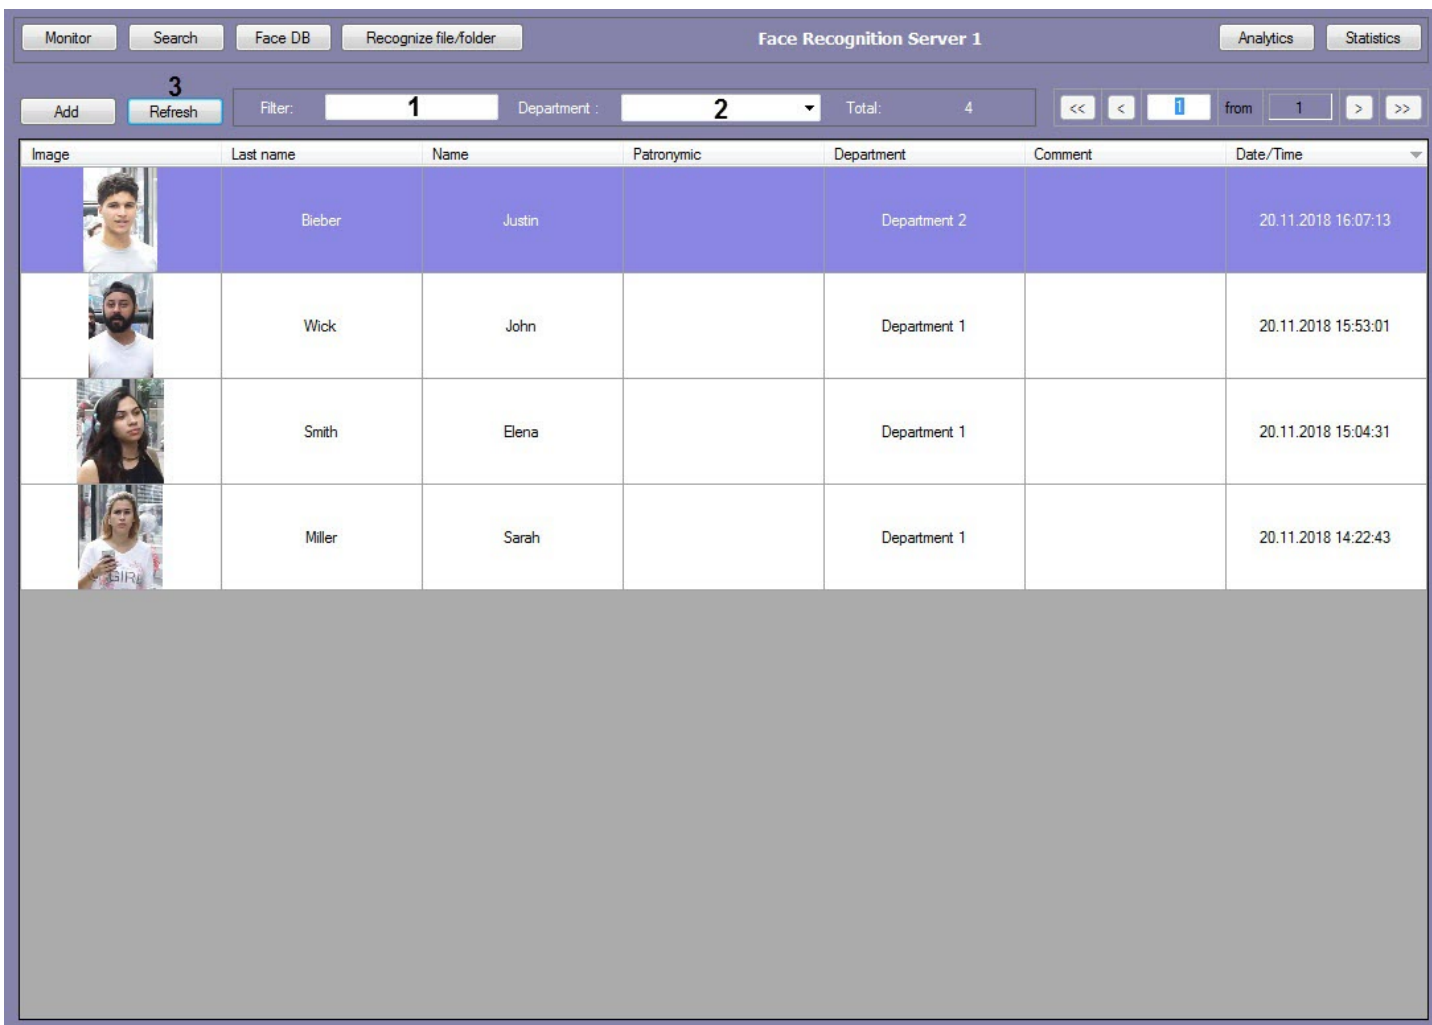 Monitor Search Face DB Recognize file/folder Face Recognition Server 1 Analytics Statistics
3
Add Refresh Filter: 1 Department : 2 Total: 4 << < 1 from 1 > >>
Image Last name Name Patronymic Department Comment Date/Time
Bieber Justin Department 2 20.11.2018 16:07:13
Wick John Department 1 20.11.2018 15:53:01
Smith Elena Department 1 20.11.2018 15:04:31
Miller Sarah Department 1 20.11.2018 14:22:43